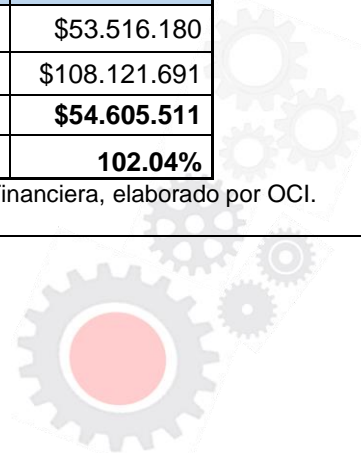 $53.516.180
$108.121.691
$54.605.511
102.04%
inanciera, elaborado por OCI.